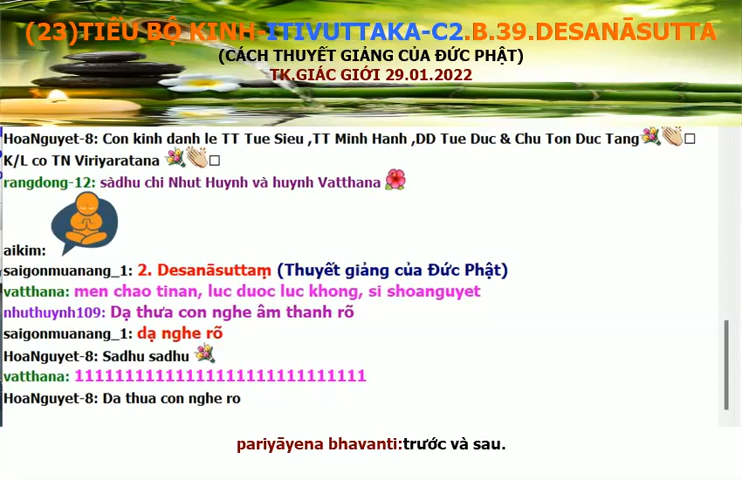 (23)TIỂU BỘ KINH-ITIVUTTAKA-C2.B.39.DESANĀSUTTA
(CÁCH THUYẾT GIẢNG CỦA ĐỨC PHẬT)
TK.GIÁC GIỚI 29.01.2022
HoaNguyet-8: Con kinh danh le TT Tue Sieu ,TT Minh Hanh ,DD Tue Duc & Chu Ton Duc Tang
K/L co TN Viriyaratana
rangdong-12: sàdhu chi Nhut Huynh và huynh Vatthana
aikim:
saigonmuanang_1: 2. Desanāsuttaṃ (Thuyết giảng của Đức Phật)
vatthana: men chao tinan, luc duoc luc khong, si shoanguyet
nhuthuynh109: Dạ thưa con nghe âm thanh rõ
saigonmuanang_1: dạ nghe rõ
HoaNguyet-8: Sadhu sadhu
vatthana: 11111111111111111111111111111
HoaNguyet-8: Da thua con nghe ro
pariyāyena bhavanti:trước và sau.